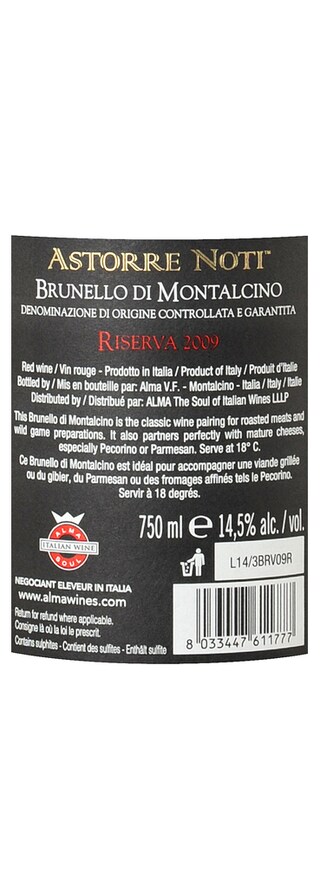 ASTORRE NOTI™
BRUNELLO DI MONTALCINO
DENOMINAZIONE DI ORIGINE CONTROLLATA E GARANTITA
RISERVA 2009
Red wine / Vin rouge - Prodotto in Italia / Product of Italy / Produit d'Italie
Bottled by / Mis en bouteille par: Alma V.F. - Montalcino - Italia / Italy / Italie
Distributed by / Distribué par: ALMA The Soul of Italian Wines LLLP
This Brunello di Montalcino is the classic wine pairing for roasted meats and
wild game preparations. It also partners perfectly with mature cheeses,
especially Pecorino or Parmesan. Serve at 18° C.
Ce Brunello di Montalcino est idéal pour accompagner une viande grillée
ou du gibier, du Parmesan ou des fromages affinés tels le Pecorino.
Servir à 18 degrés.
ALMA
ITALIAN WINE
SOUL
750 ml e 14,5% alc. / vol.
L14/3BRV09R
NEGOCIANT ELEVEUR IN ITALIA
www.almawines.com
Return for refund where applicable.
Consigne là où la loi le prescrit.
Contains sulphites - Contient des sulfites - Enthält sulfite
8 033447 611777